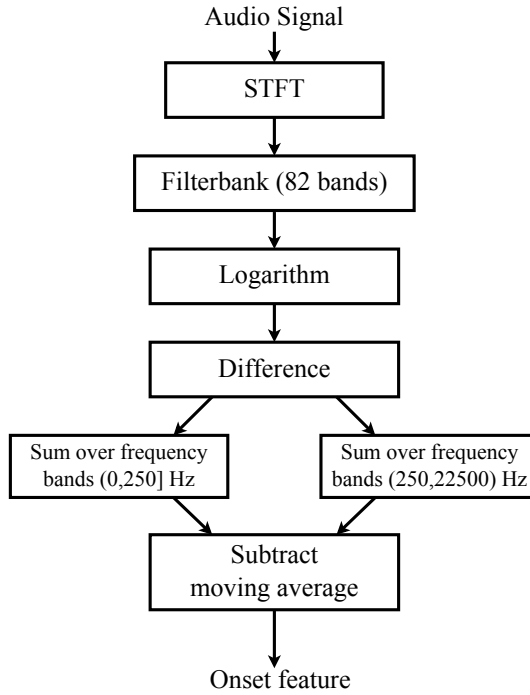 Audio Signal
STFT
Filterbank (82 bands)
Logarithm
Difference
Sum over frequency
bands (0,250] Hz
Sum over frequency
bands (250,22500) Hz
Subtract
moving average
Onset feature